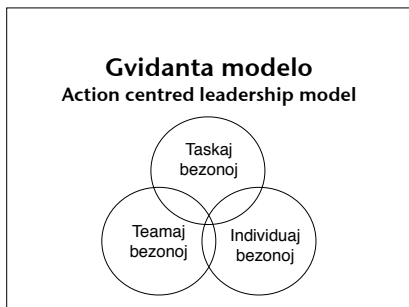 Gvidanta modelo
Action centred leadership model
Taskaj
bezonoj
Teamaj
bezonoj
Individuaj
bezonoj